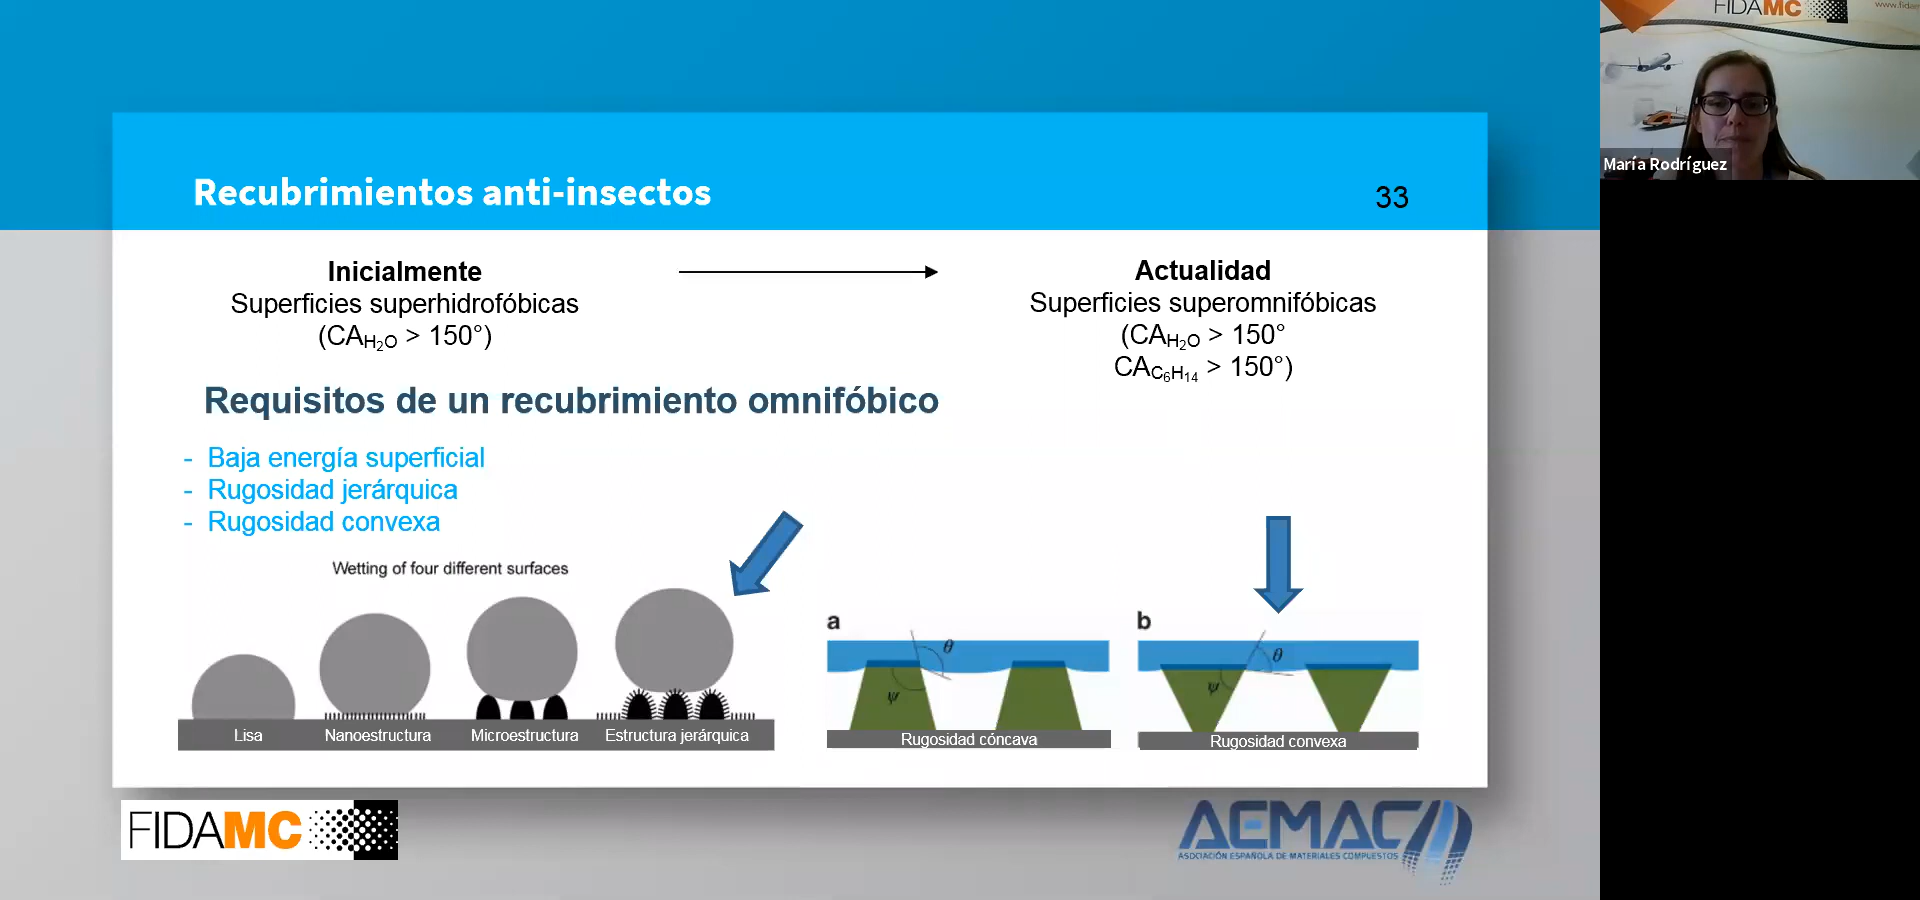 FIDAMC
María Rodríguez
Recubrimientos anti-insectos
33
Inicialmente
Superficies superhidrofóbicas
(CAH₂O > 150°)
Actualidad
Superficies superomnifóbicas
(CAH₂O > 150°
CAC₆H₁₄ > 150°)
Requisitos de un recubrimiento omnifóbico
- Baja energía superficial
- Rugosidad jerárquica
- Rugosidad convexa
Wetting of four different surfaces
Lisa
Nanoestructura
Microestructura
Estructura jerárquica
a
θ
ψ
Rugosidad cóncava
b
θ
ψ
Rugosidad convexa
FIDAMC
AEMAC
ASOCIACIÓN ESPAÑOLA DE MATERIALES COMPUESTOS